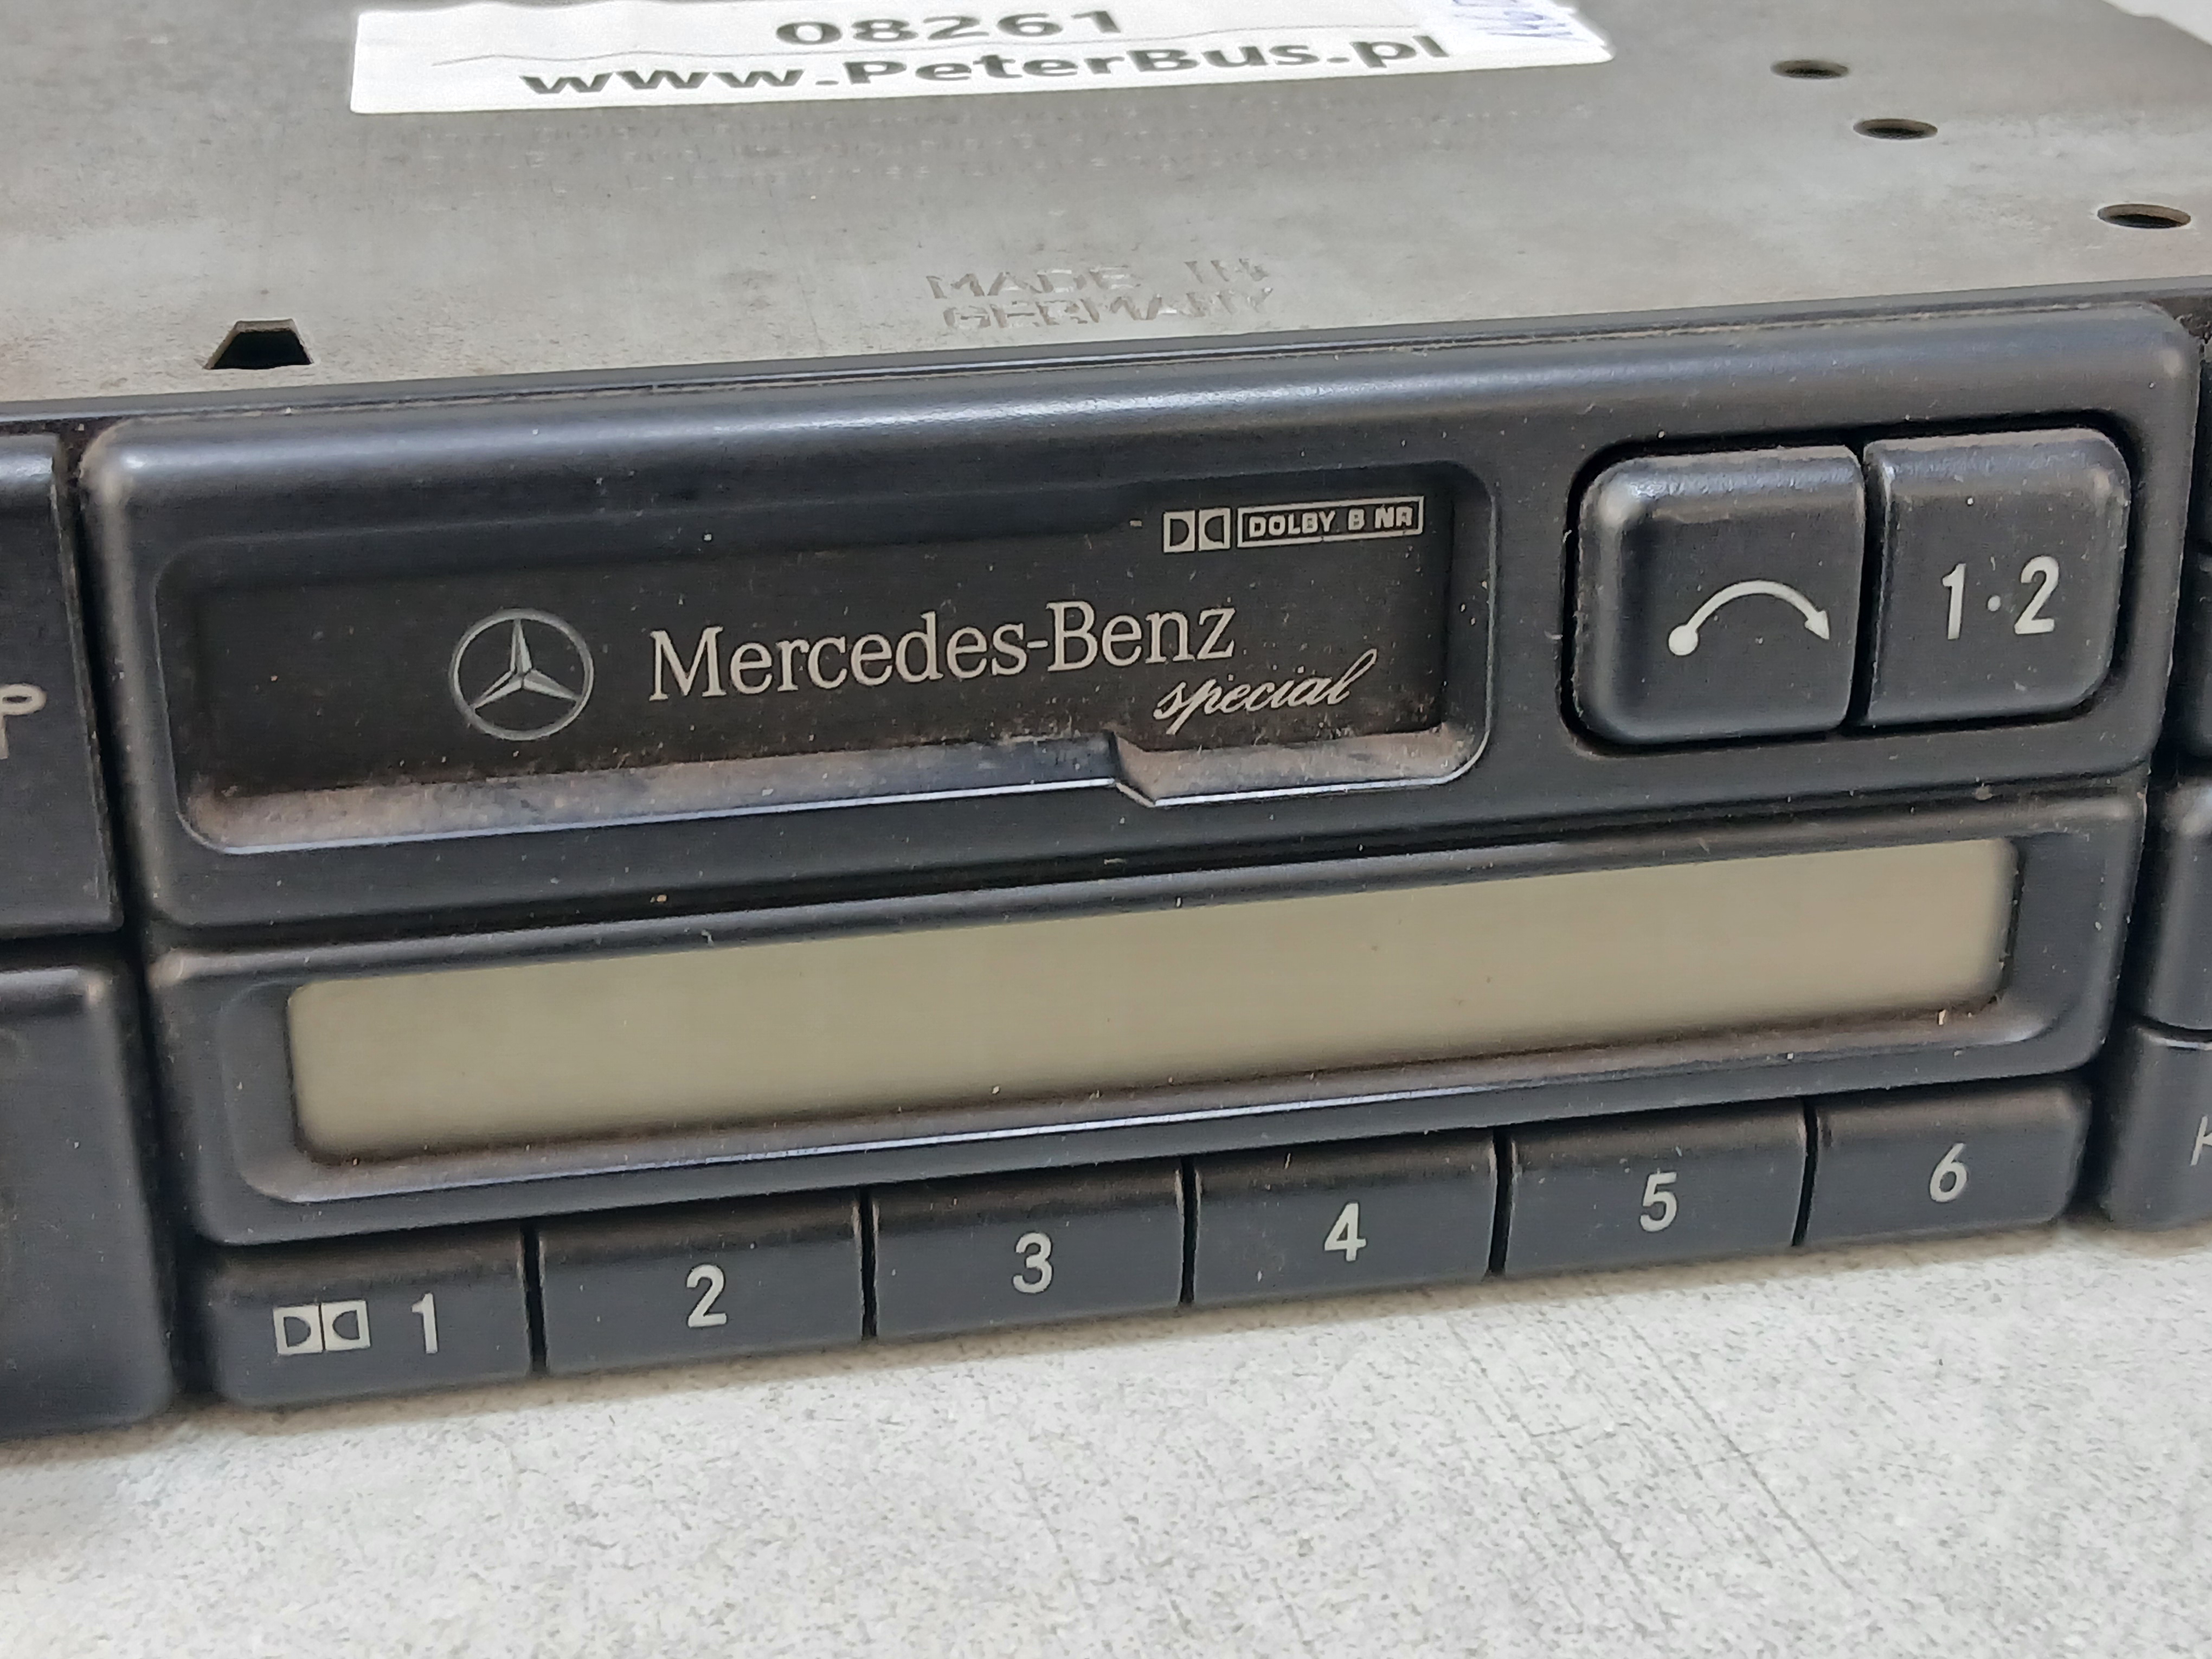 08261
www.PeterBus.pl
MADE IN
GERMANY
DOLBY B NR
Mercedes-Benz
special
1·2
1
2
3
4
5
6